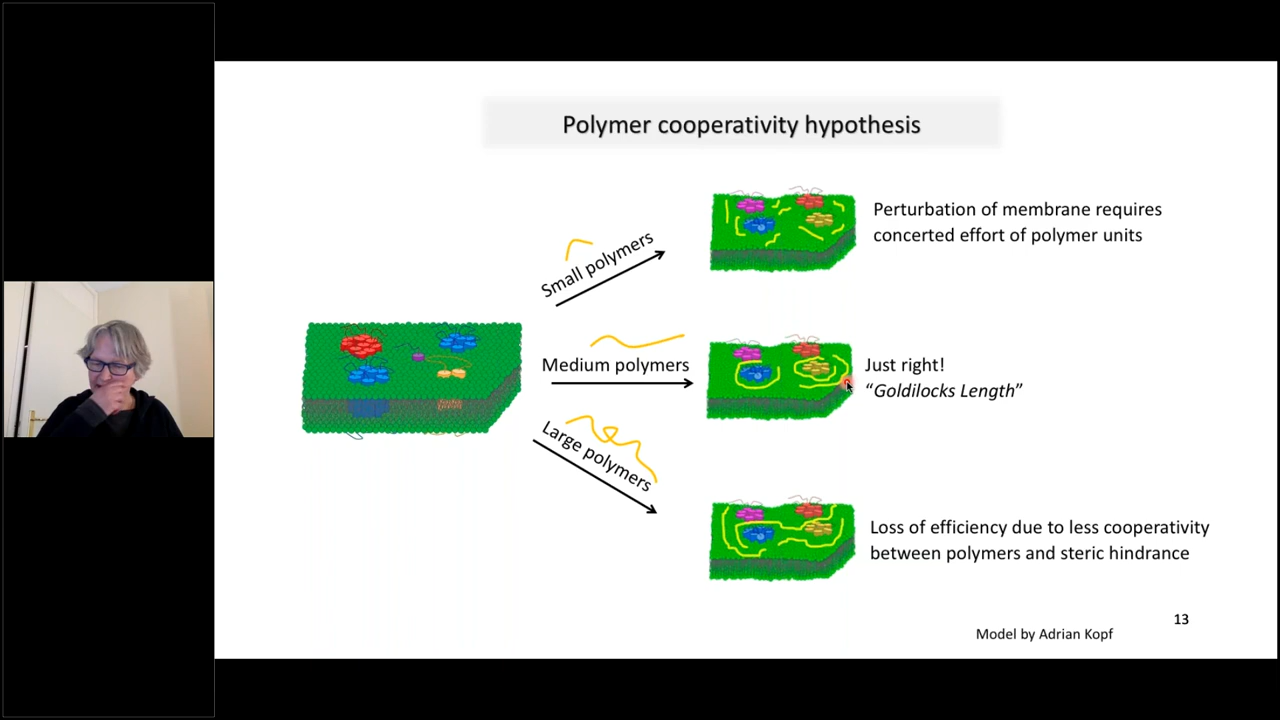 Polymer cooperativity hypothesis
Small polymers
Perturbation of membrane requires
concerted effort of polymer units
Medium polymers
Just right!
“Goldilocks Length”
Large polymers
Loss of efficiency due to less cooperativity
between polymers and steric hindrance
13
Model by Adrian Kopf